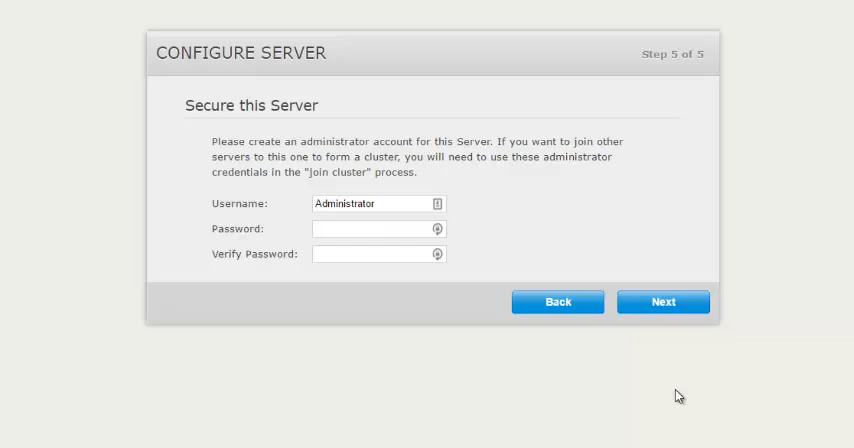 CONFIGURE SERVER
Step 5 of 5
Secure this Server
Please create an administrator account for this Server. If you want to join other
servers to this one to form a cluster, you will need to use these administrator
credentials in the "join cluster" process.
Username: Administrator
Password:
Verify Password:
Back Next